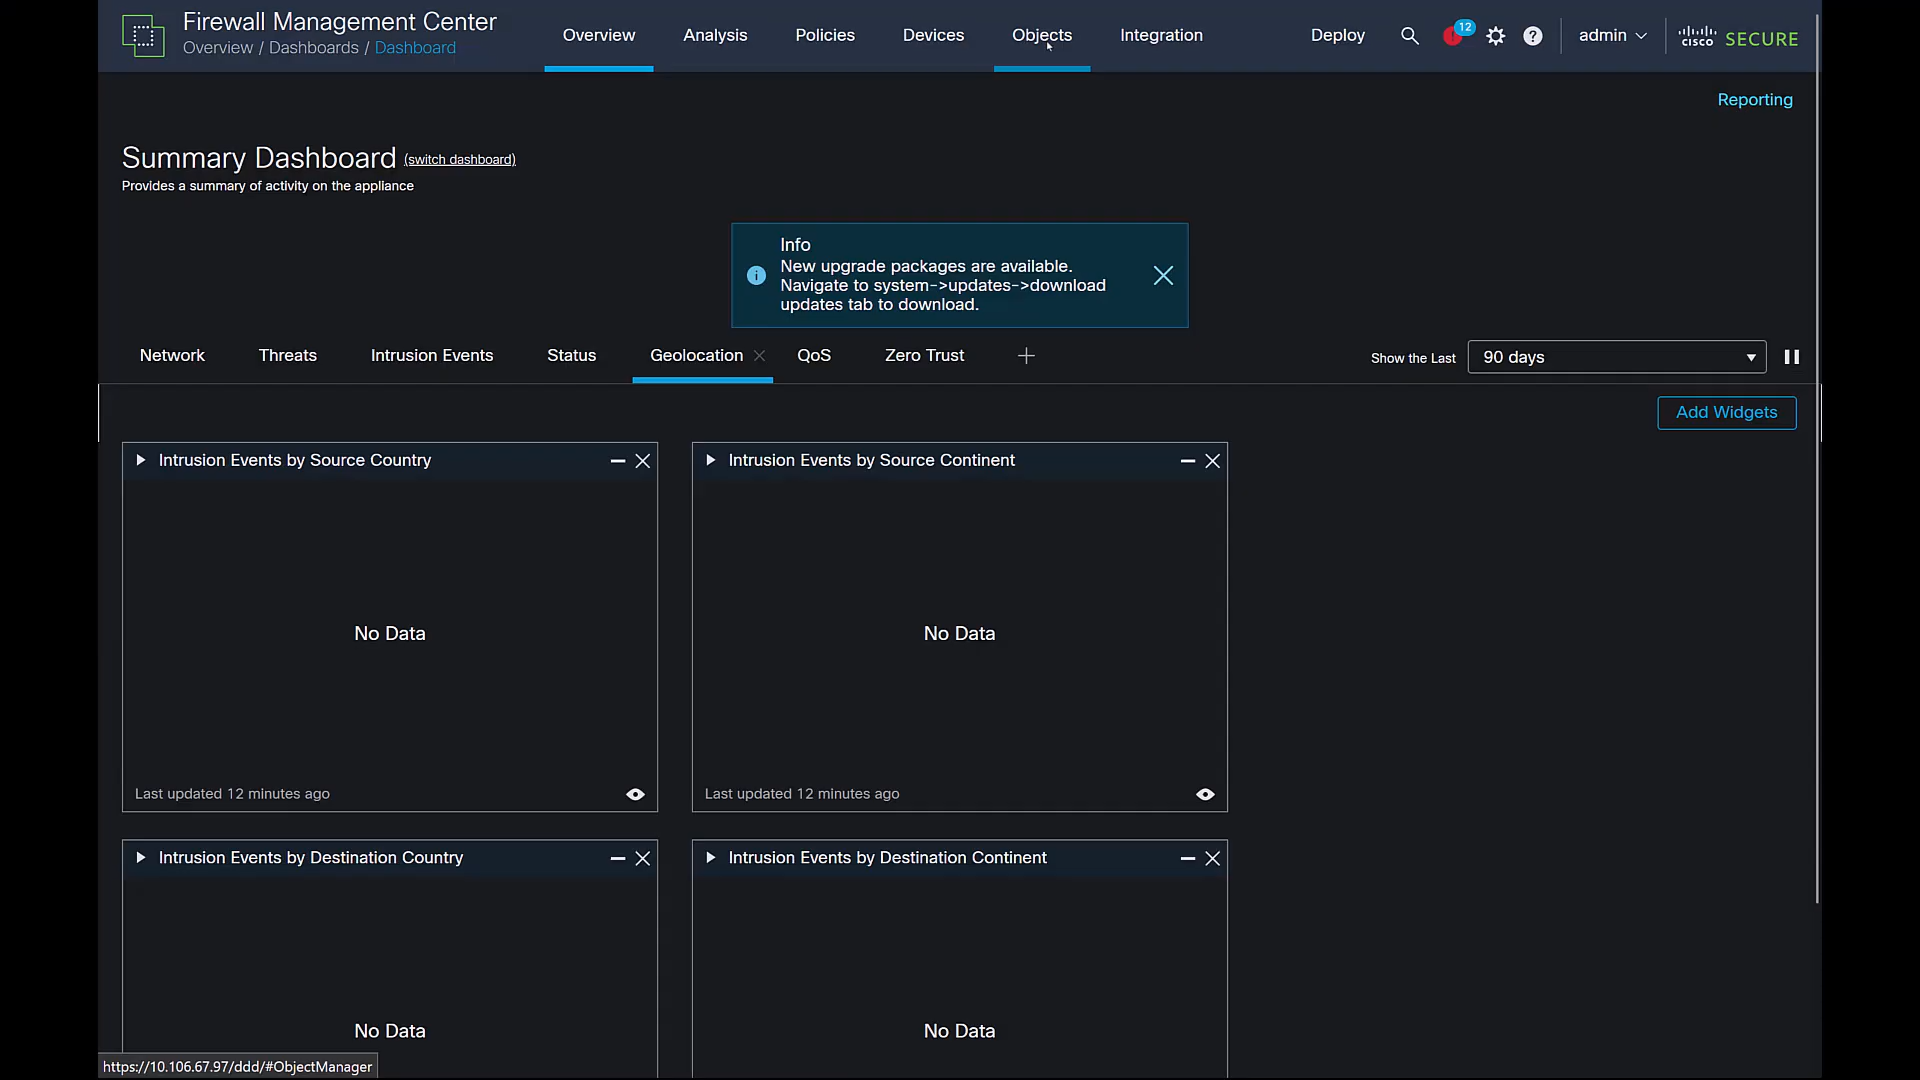 Firewall Management Center
Overview / Dashboards / Dashboard
Overview
Analysis
Policies
Devices
Objects
Integration
Deploy
12
?
admin
cisco SECURE
Reporting
Summary Dashboard (switch dashboard)
Provides a summary of activity on the appliance
Info
New upgrade packages are available.
Navigate to system->updates->download
updates tab to download.
Network
Threats
Intrusion Events
Status
Geolocation
QoS
Zero Trust
Show the Last
90 days
Add Widgets
Intrusion Events by Source Country
No Data
Last updated 12 minutes ago
Intrusion Events by Source Continent
No Data
Last updated 12 minutes ago
Intrusion Events by Destination Country
No Data
Intrusion Events by Destination Continent
No Data
https://10.106.67.97/ddd/#ObjectManager